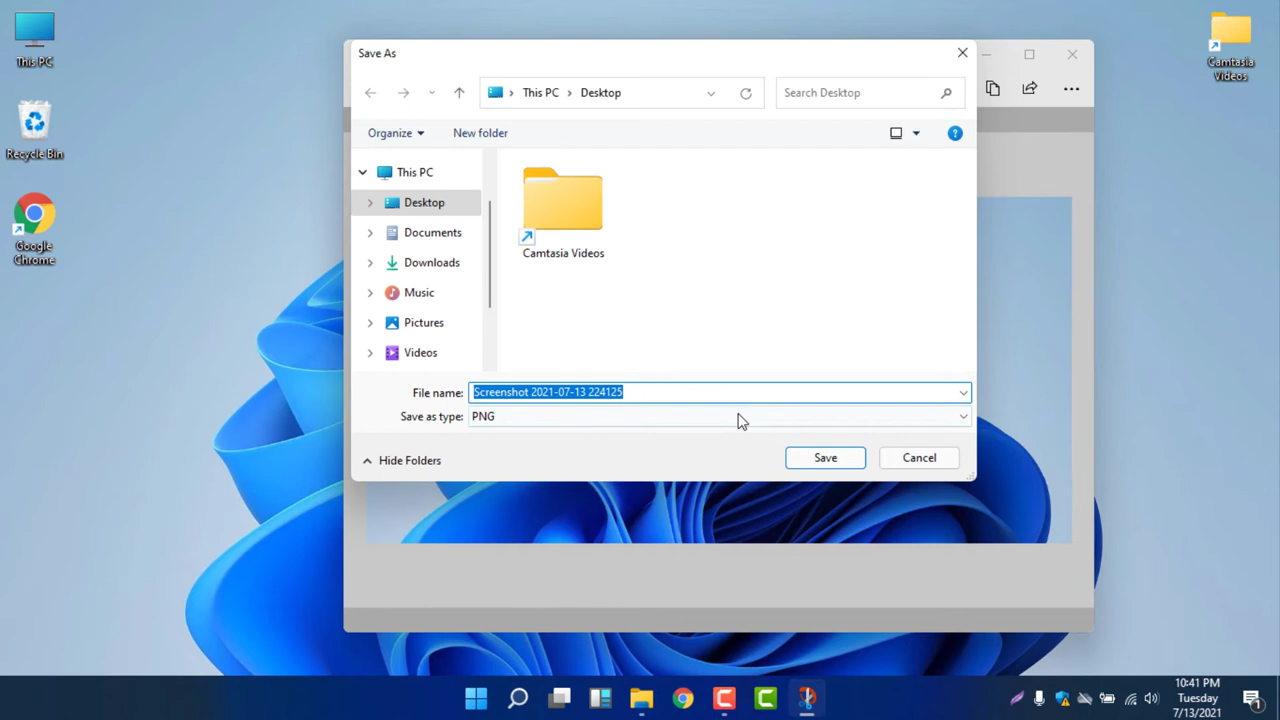 This PC
Recycle Bin
Google
Chrome
Camtasia
Videos
Save As
This PC
Desktop
Search Desktop
Organize
New folder
This PC
Desktop
Documents
Downloads
Music
Pictures
Videos
Camtasia Videos
File name: Screenshot 2021-07-13 224125
Save as type: PNG
Hide Folders
Save
Cancel
10:41 PM
Tuesday
7/13/2021
1